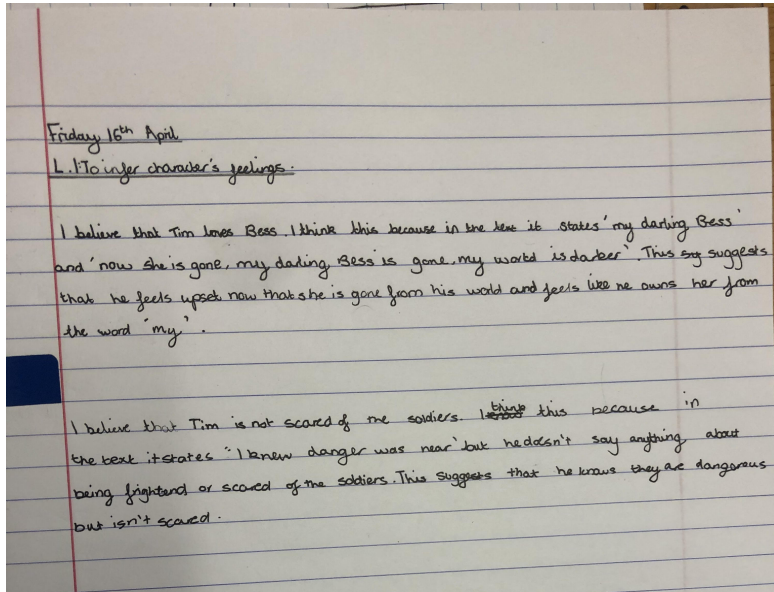 Friday 16th April
L.I: To infer character's feelings.
I believe that Tim loves Bess. I think this because in the text it states 'my darling Bess'
and 'now she is gone, my darling Bess is gone, my world is darker'. This suggests
that he feels upset now that she is gone from his world and feels like he owns her from
the word 'my'.
I believe that Tim is not scared of the soldiers. I think this because in
the text it states 'I knew danger was near' but he doesn't say anything about
being frightend or scared of the soldiers. This suggests that he knows they are dangerous
but isn't scared.